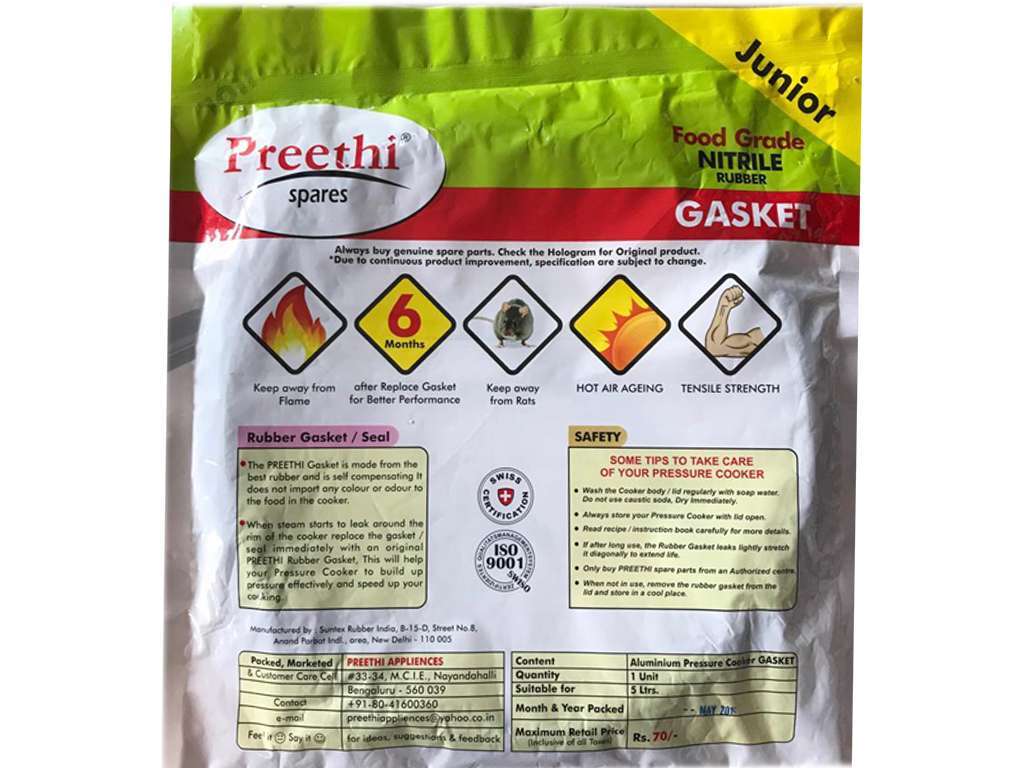 Junior
Preethi®
spares
Food Grade
NITRILE
RUBBER
GASKET
Always buy genuine spare parts. Check the Hologram for Original product.
*Due to continuous product improvement, specification are subject to change.
6
Months
Keep away from
Flame
after Replace Gasket
for Better Performance
Keep away
from Rats
HOT AIR AGEING
TENSILE STRENGTH
Rubber Gasket / Seal
• The PREETHI Gasket is made from the
best rubber and is self compensating It
does not import any colour or odour to
the food in the cooker.
• When steam starts to leak around the
rim of the cooker replace the gasket /
seal immediately with an original
PREETHI Rubber Gasket, This will help
your Pressure Cooker to build up
pressure effectively and speed up your
cooking.
SWISS
CERTIFICATION
QUALITÄTSMANAGEMENTSYSTEM
ISO
9001
SWISO
ZERTIFIZIERTES
SAFETY
SOME TIPS TO TAKE CARE
OF YOUR PRESSURE COOKER
• Wash the Cooker body / lid regularly with soap water.
Do not use caustic soda, Dry Immediately.
• Always store your Pressure Cooker with lid open.
• Read recipe / instruction book carefully for more details.
• If after long use, the Rubber Gasket leaks lightly stretch
it diagonally to extend life.
• Only buy PREETHI spare parts from an Authorized centre.
• When not in use, remove the rubber gasket from the
lid and store in a cool place.
Manufactured by : Suntex Rubber India, B-15-D, Street No.8,
Anand Parbat Indl., area, New Delhi - 110 005
Packed, Marketed PREETHI APPLIENCES
& Customer Care Cell #33-34, M.C.I.E., Nayandahalli
Bengaluru - 560 039
Contact +91-80-41600360
e-mail preethiappliences@yahoo.co.in
Feel it Say it for ideas, suggestions & feedback
Content Aluminium Pressure Cooker GASKET
Quantity 1 Unit
Suitable for 5 Ltrs.
Month & Year Packed -- MAY
Maximum Retail Price Rs. 70/-
(Inclusive of all Taxes)